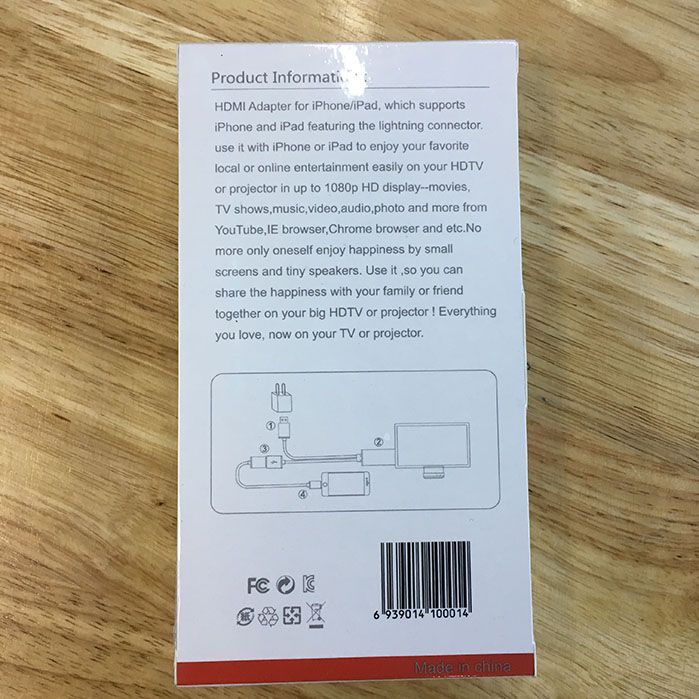 Product Information:
HDMI Adapter for iPhone/iPad, which supports
iPhone and iPad featuring the lightning connector.
use it with iPhone or iPad to enjoy your favorite
local or online entertainment easily on your HDTV
or projector in up to 1080p HD display--movies,
TV shows,music,video,audio,photo and more from
YouTube,IE browser,Chrome browser and etc.No
more only oneself enjoy happiness by small
screens and tiny speakers. Use it ,so you can
share the happiness with your family or friend
together on your big HDTV or projector ! Everything
you love, now on your TV or projector.
①
②
③
④
FC
6 939014 100014
Made in china